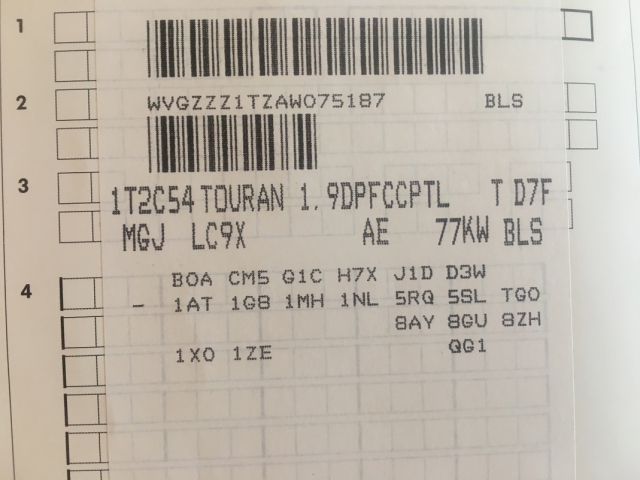 1
2
WVGZZZ1TZAW075187 BLS
3
1T2C54 TOURAN 1.9DPFCCPTL T D7F
MGJ LC9X AE 77KW BLS
4
B0A CM5 G1C H7X J1D D3W
- 1AT 1G8 1MH 1NL 5RQ 5SL TG0
8AY 8GU 8ZH
1X0 1ZE QG1